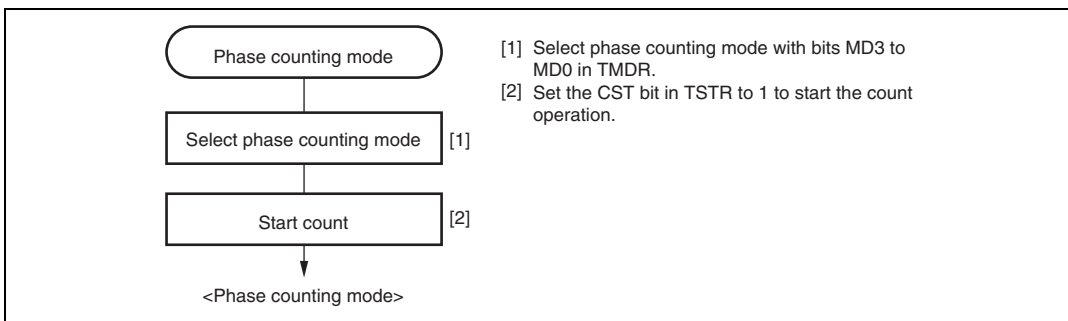 Phase counting mode
Select phase counting mode [1]
Start count [2]
<Phase counting mode>
[1] Select phase counting mode with bits MD3 to
MD0 in TMDR.
[2] Set the CST bit in TSTR to 1 to start the count
operation.